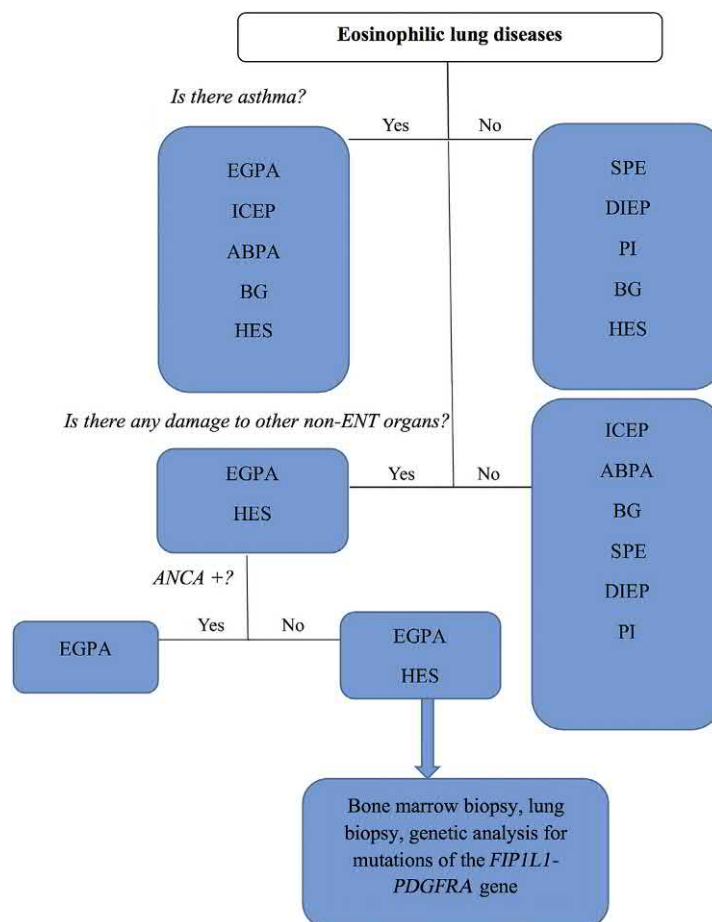 Eosinophilic lung diseases
Is there asthma?
Yes
No
EGPA
ICEP
ABPA
BG
HES
SPE
DIEP
PI
BG
HES
Is there any damage to other non-ENT organs?
Yes
No
EGPA
HES
ICEP
ABPA
BG
SPE
DIEP
PI
ANCA +?
Yes
No
EGPA
EGPA
HES
Bone marrow biopsy, lung
biopsy, genetic analysis for
mutations of the FIP1L1-
PDGFRA gene